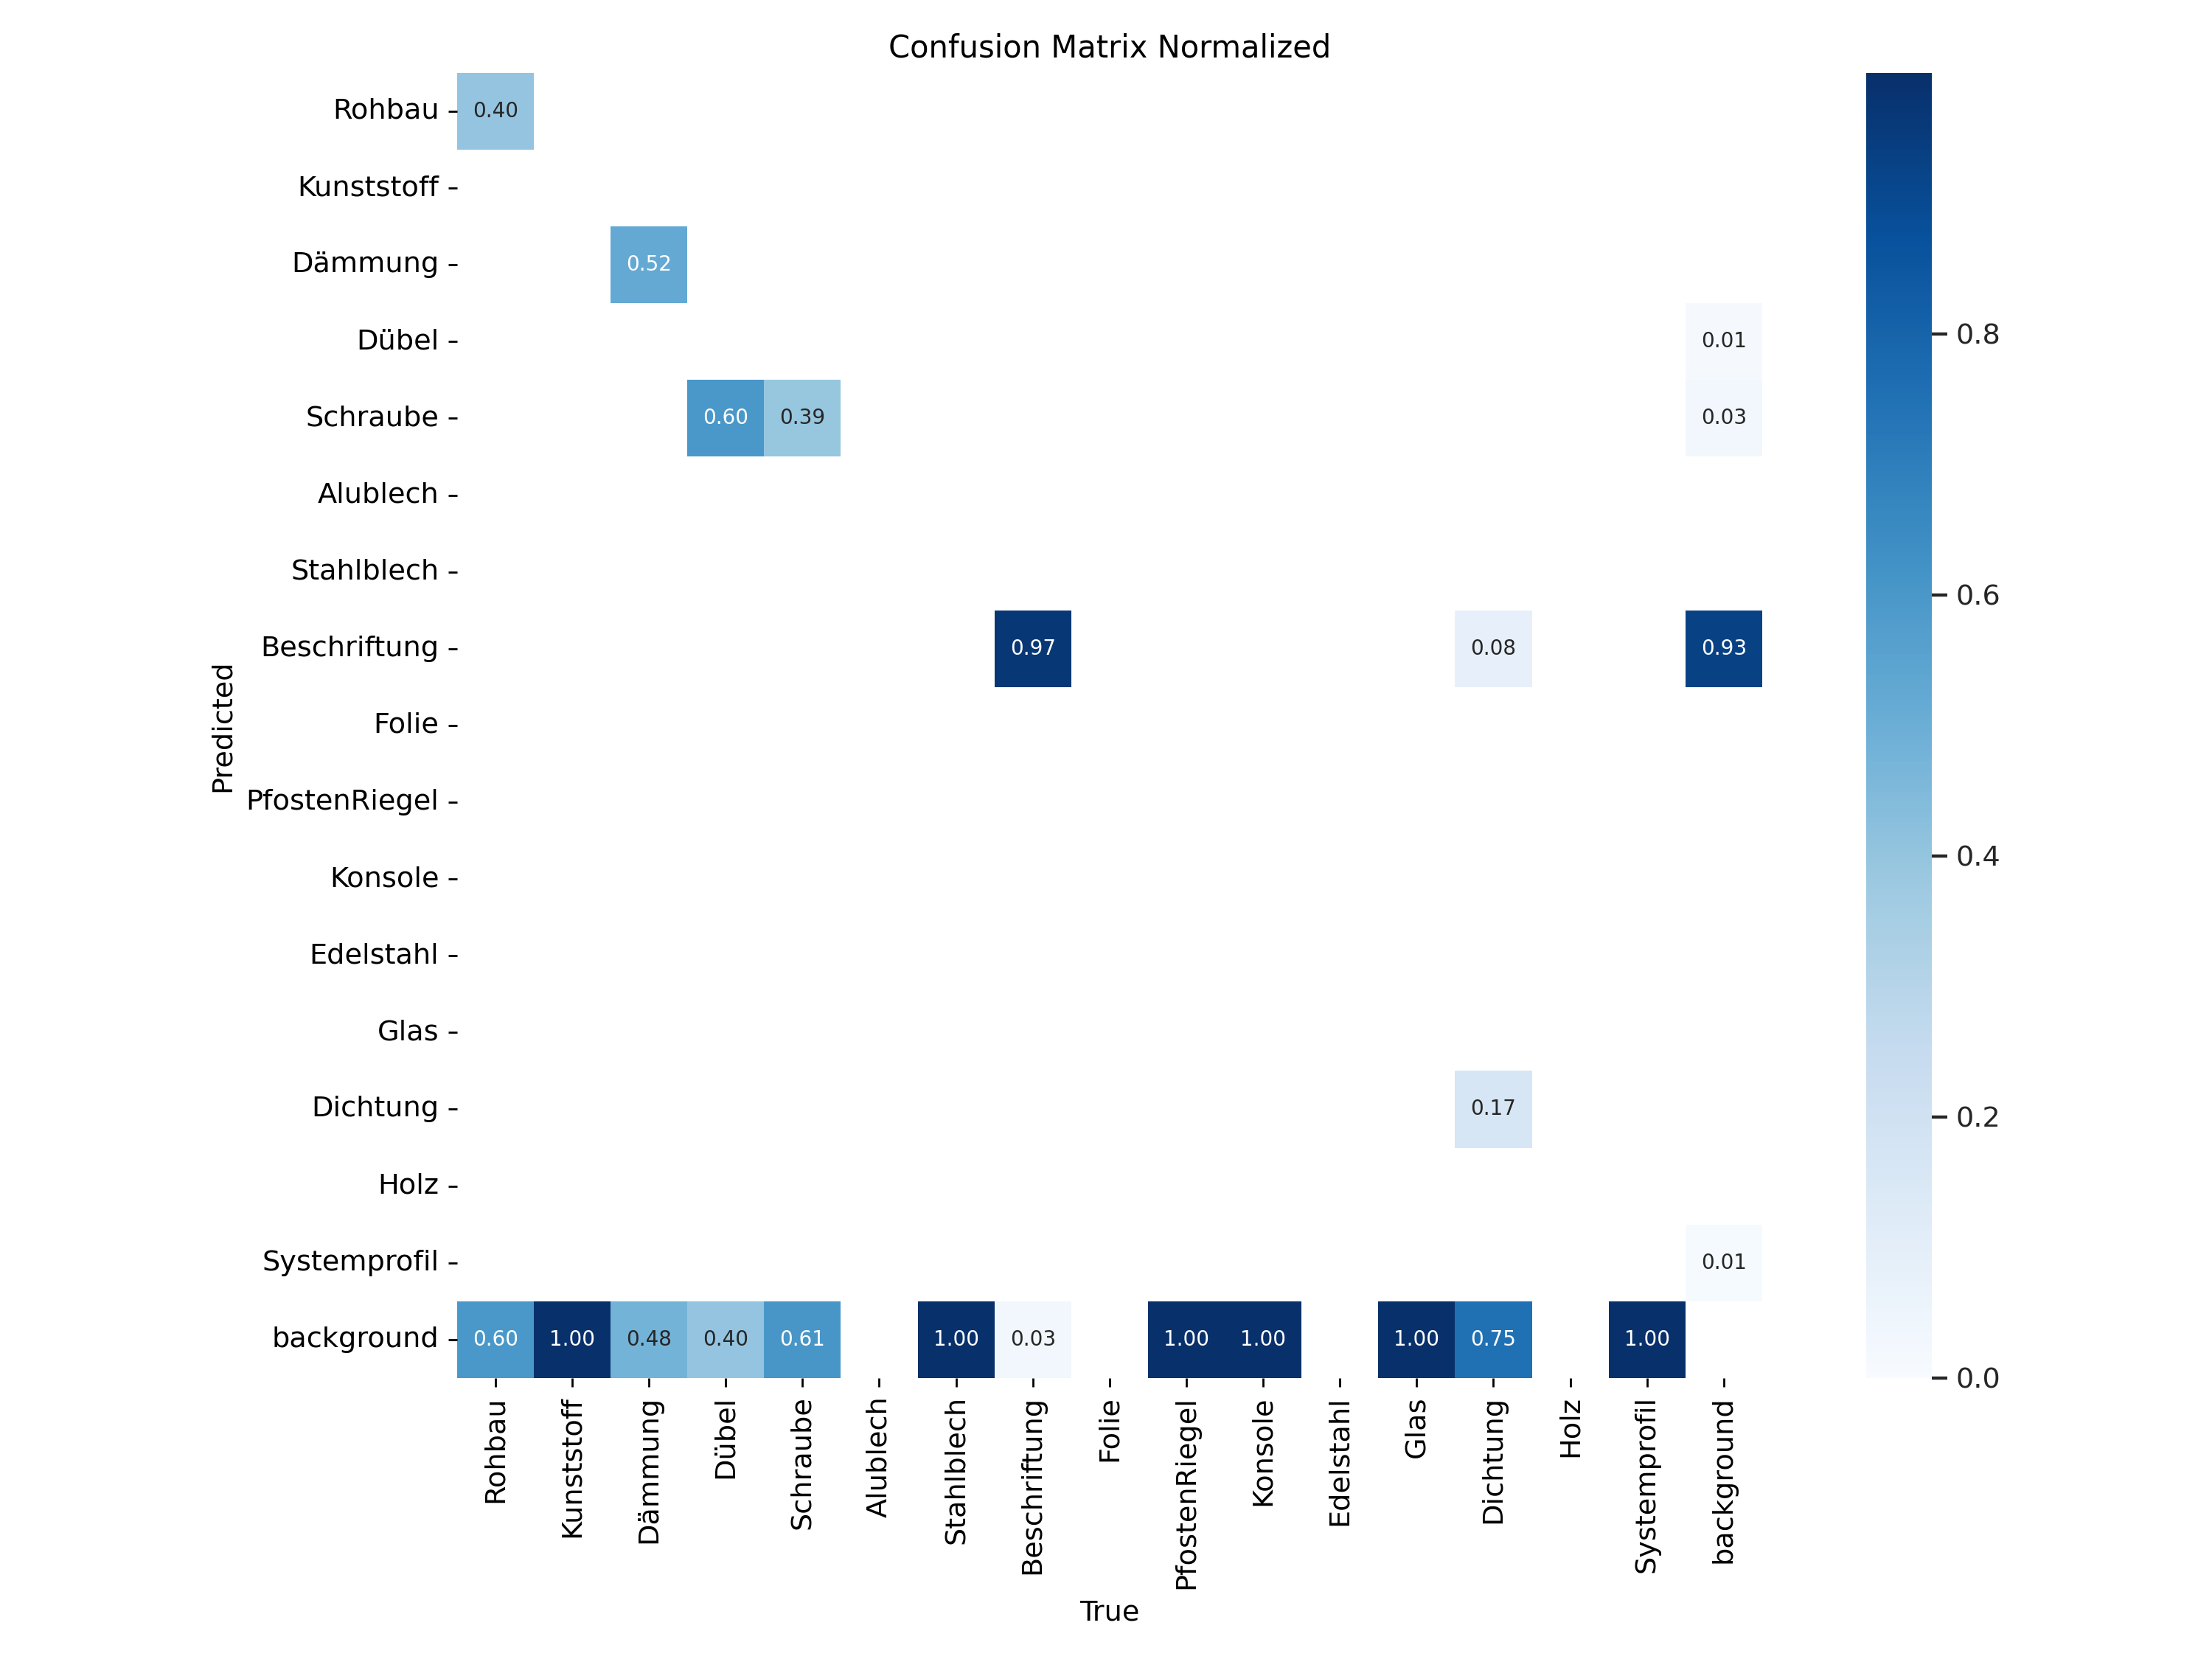 Confusion Matrix Normalized
Rohbau
0.40
Kunststoff
Dämmung
0.52
Dübel
0.01
Schraube
0.60 0.39 0.03
Alublech
Stahlblech
Beschriftung
0.97 0.08 0.93
Folie
PfostenRiegel
Konsole
Edelstahl
Glas
Dichtung
0.17
Holz
Systemprofil
0.01
background
0.60 1.00 0.48 0.40 0.61 1.00 0.03 1.00 1.00 1.00 0.75 1.00
Predicted
Rohbau
Kunststoff
Dämmung
Dübel
Schraube
Alublech
Stahlblech
Beschriftung
Folie
PfostenRiegel
Konsole
Edelstahl
Glas
Dichtung
Holz
Systemprofil
background
True
0.8
0.6
0.4
0.2
0.0